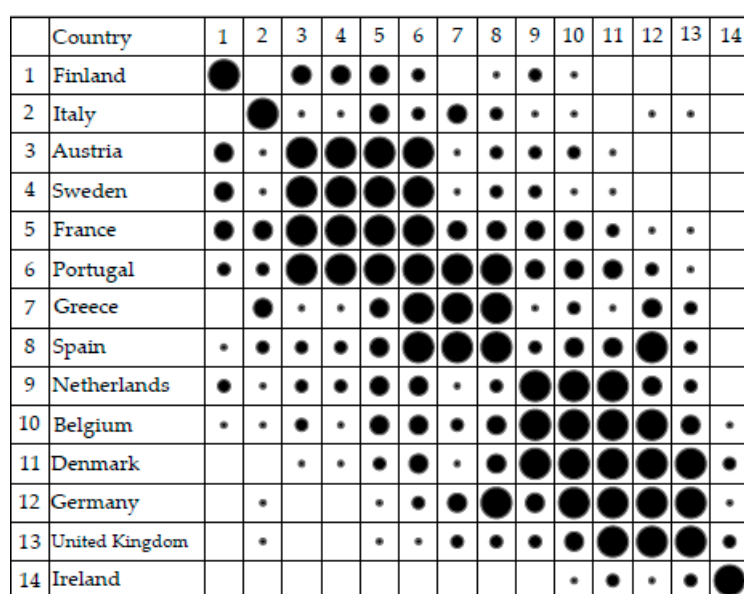 Country 1 2 3 4 5 6 7 8 9 10 11 12 13 14
1 Finland
2 Italy
3 Austria
4 Sweden
5 France
6 Portugal
7 Greece
8 Spain
9 Netherlands
10 Belgium
11 Denmark
12 Germany
13 United Kingdom
14 Ireland